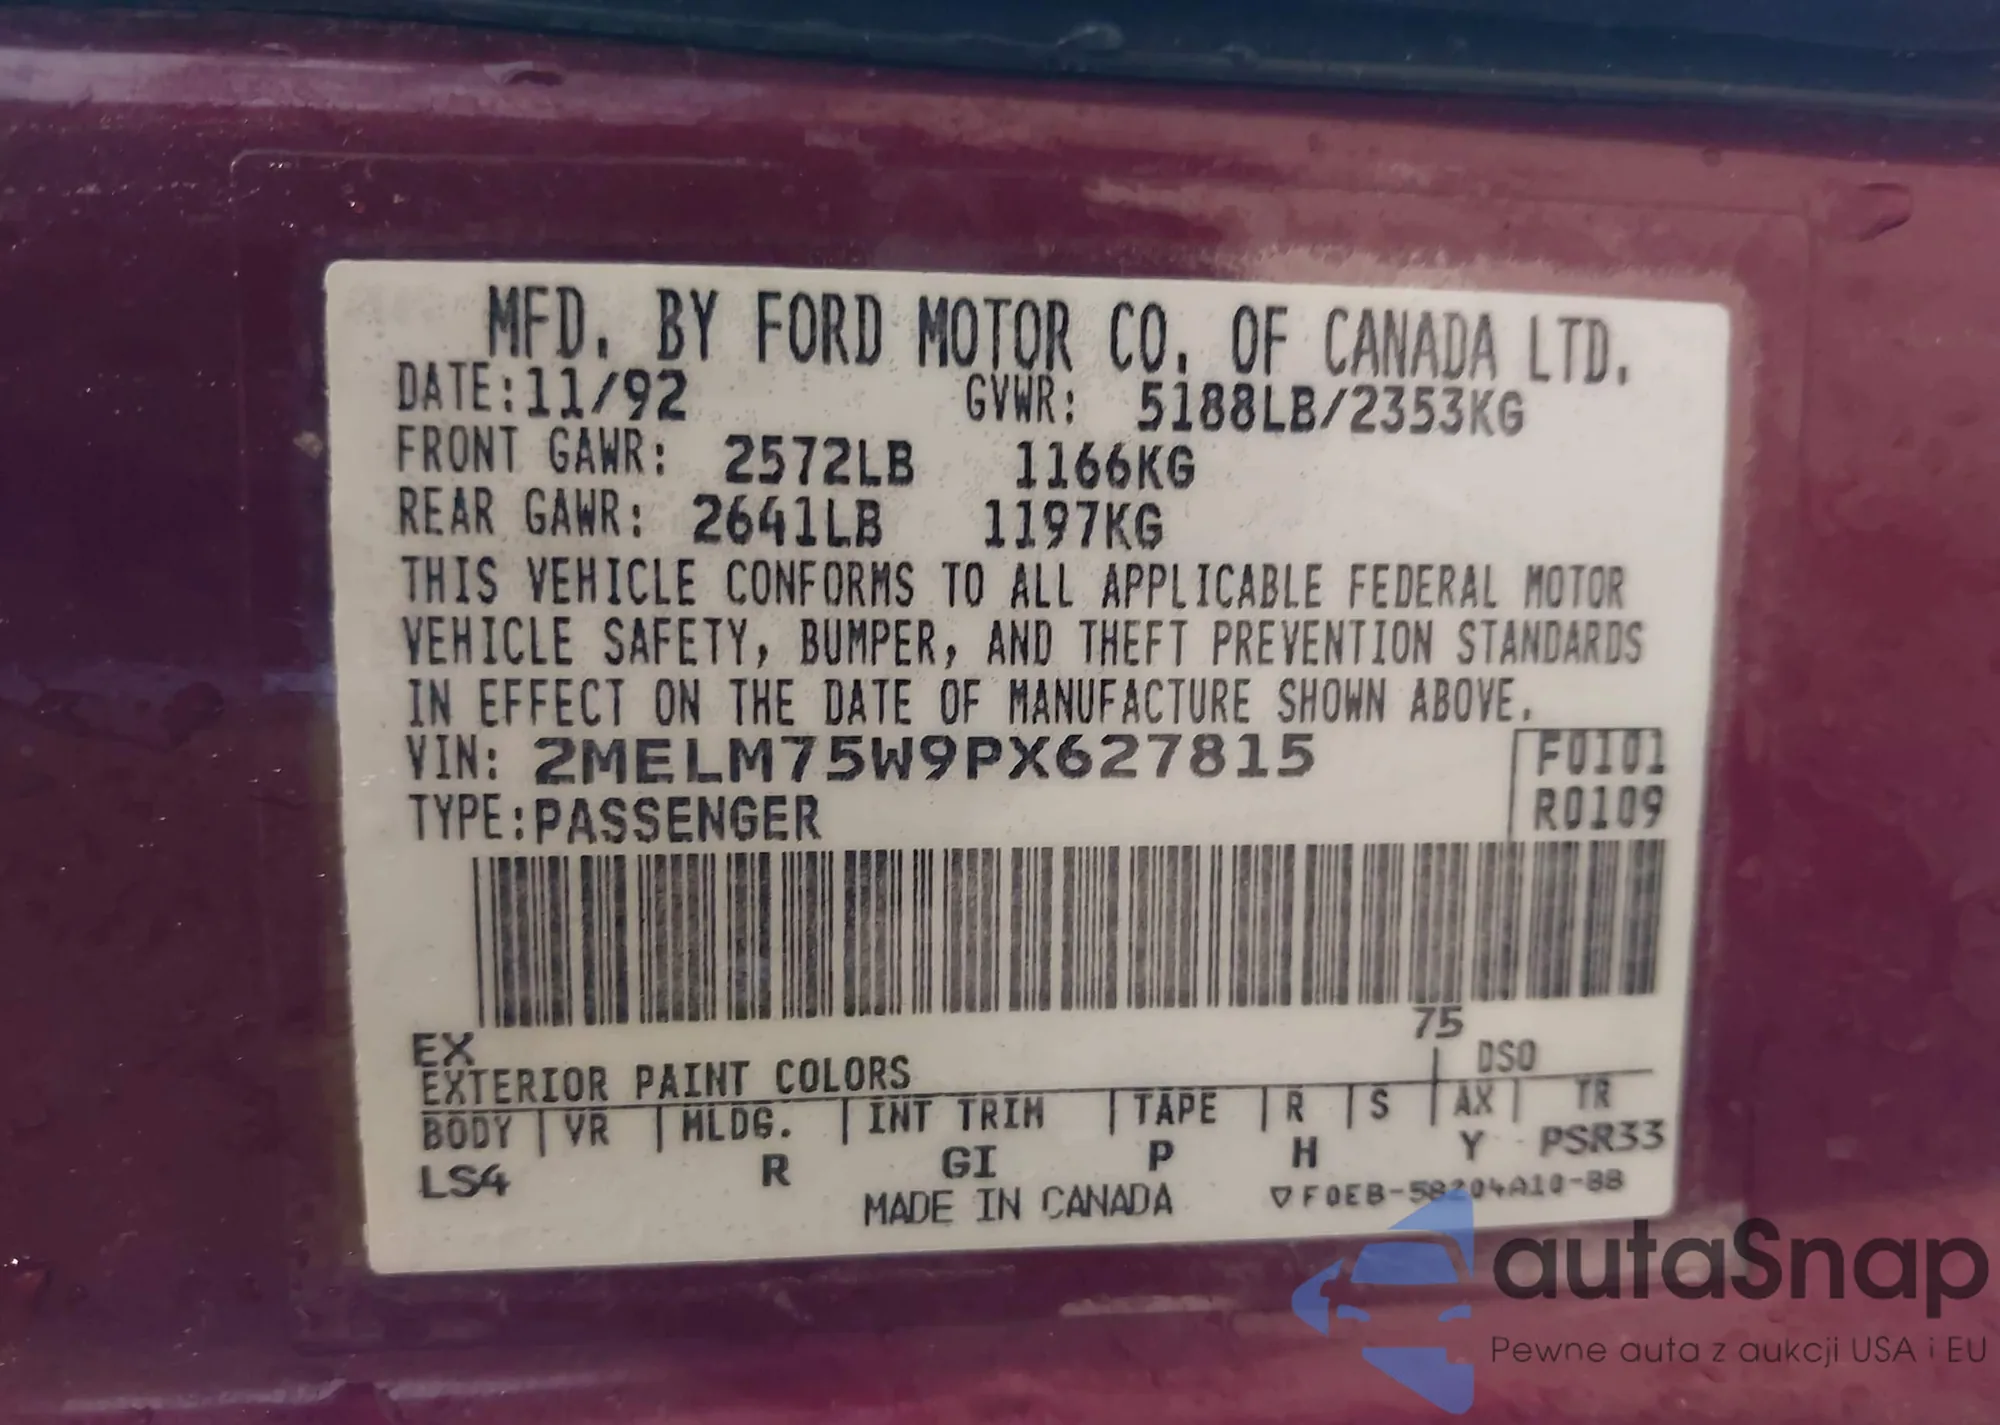 MFD. BY FORD MOTOR CO. OF CANADA LTD.
DATE:11/92 GVWR: 5188LB/2353KG
FRONT GAWR: 2572LB 1166KG
REAR GAWR: 2641LB 1197KG
THIS VEHICLE CONFORMS TO ALL APPLICABLE FEDERAL MOTOR
VEHICLE SAFETY, BUMPER, AND THEFT PREVENTION STANDARDS
IN EFFECT ON THE DATE OF MANUFACTURE SHOWN ABOVE.
VIN: 2MELM75W9PX627815 F0101
TYPE:PASSENGER R0109
75
EX
EXTERIOR PAINT COLORS DSO
BODY VR MLDG. INT TRIM TAPE R S AX TR
LS4 R GI P H Y PSR33
MADE IN CANADA ▽F0EB-58204A10-BB
autaSnap
Pewne auta z aukcji USA i EU